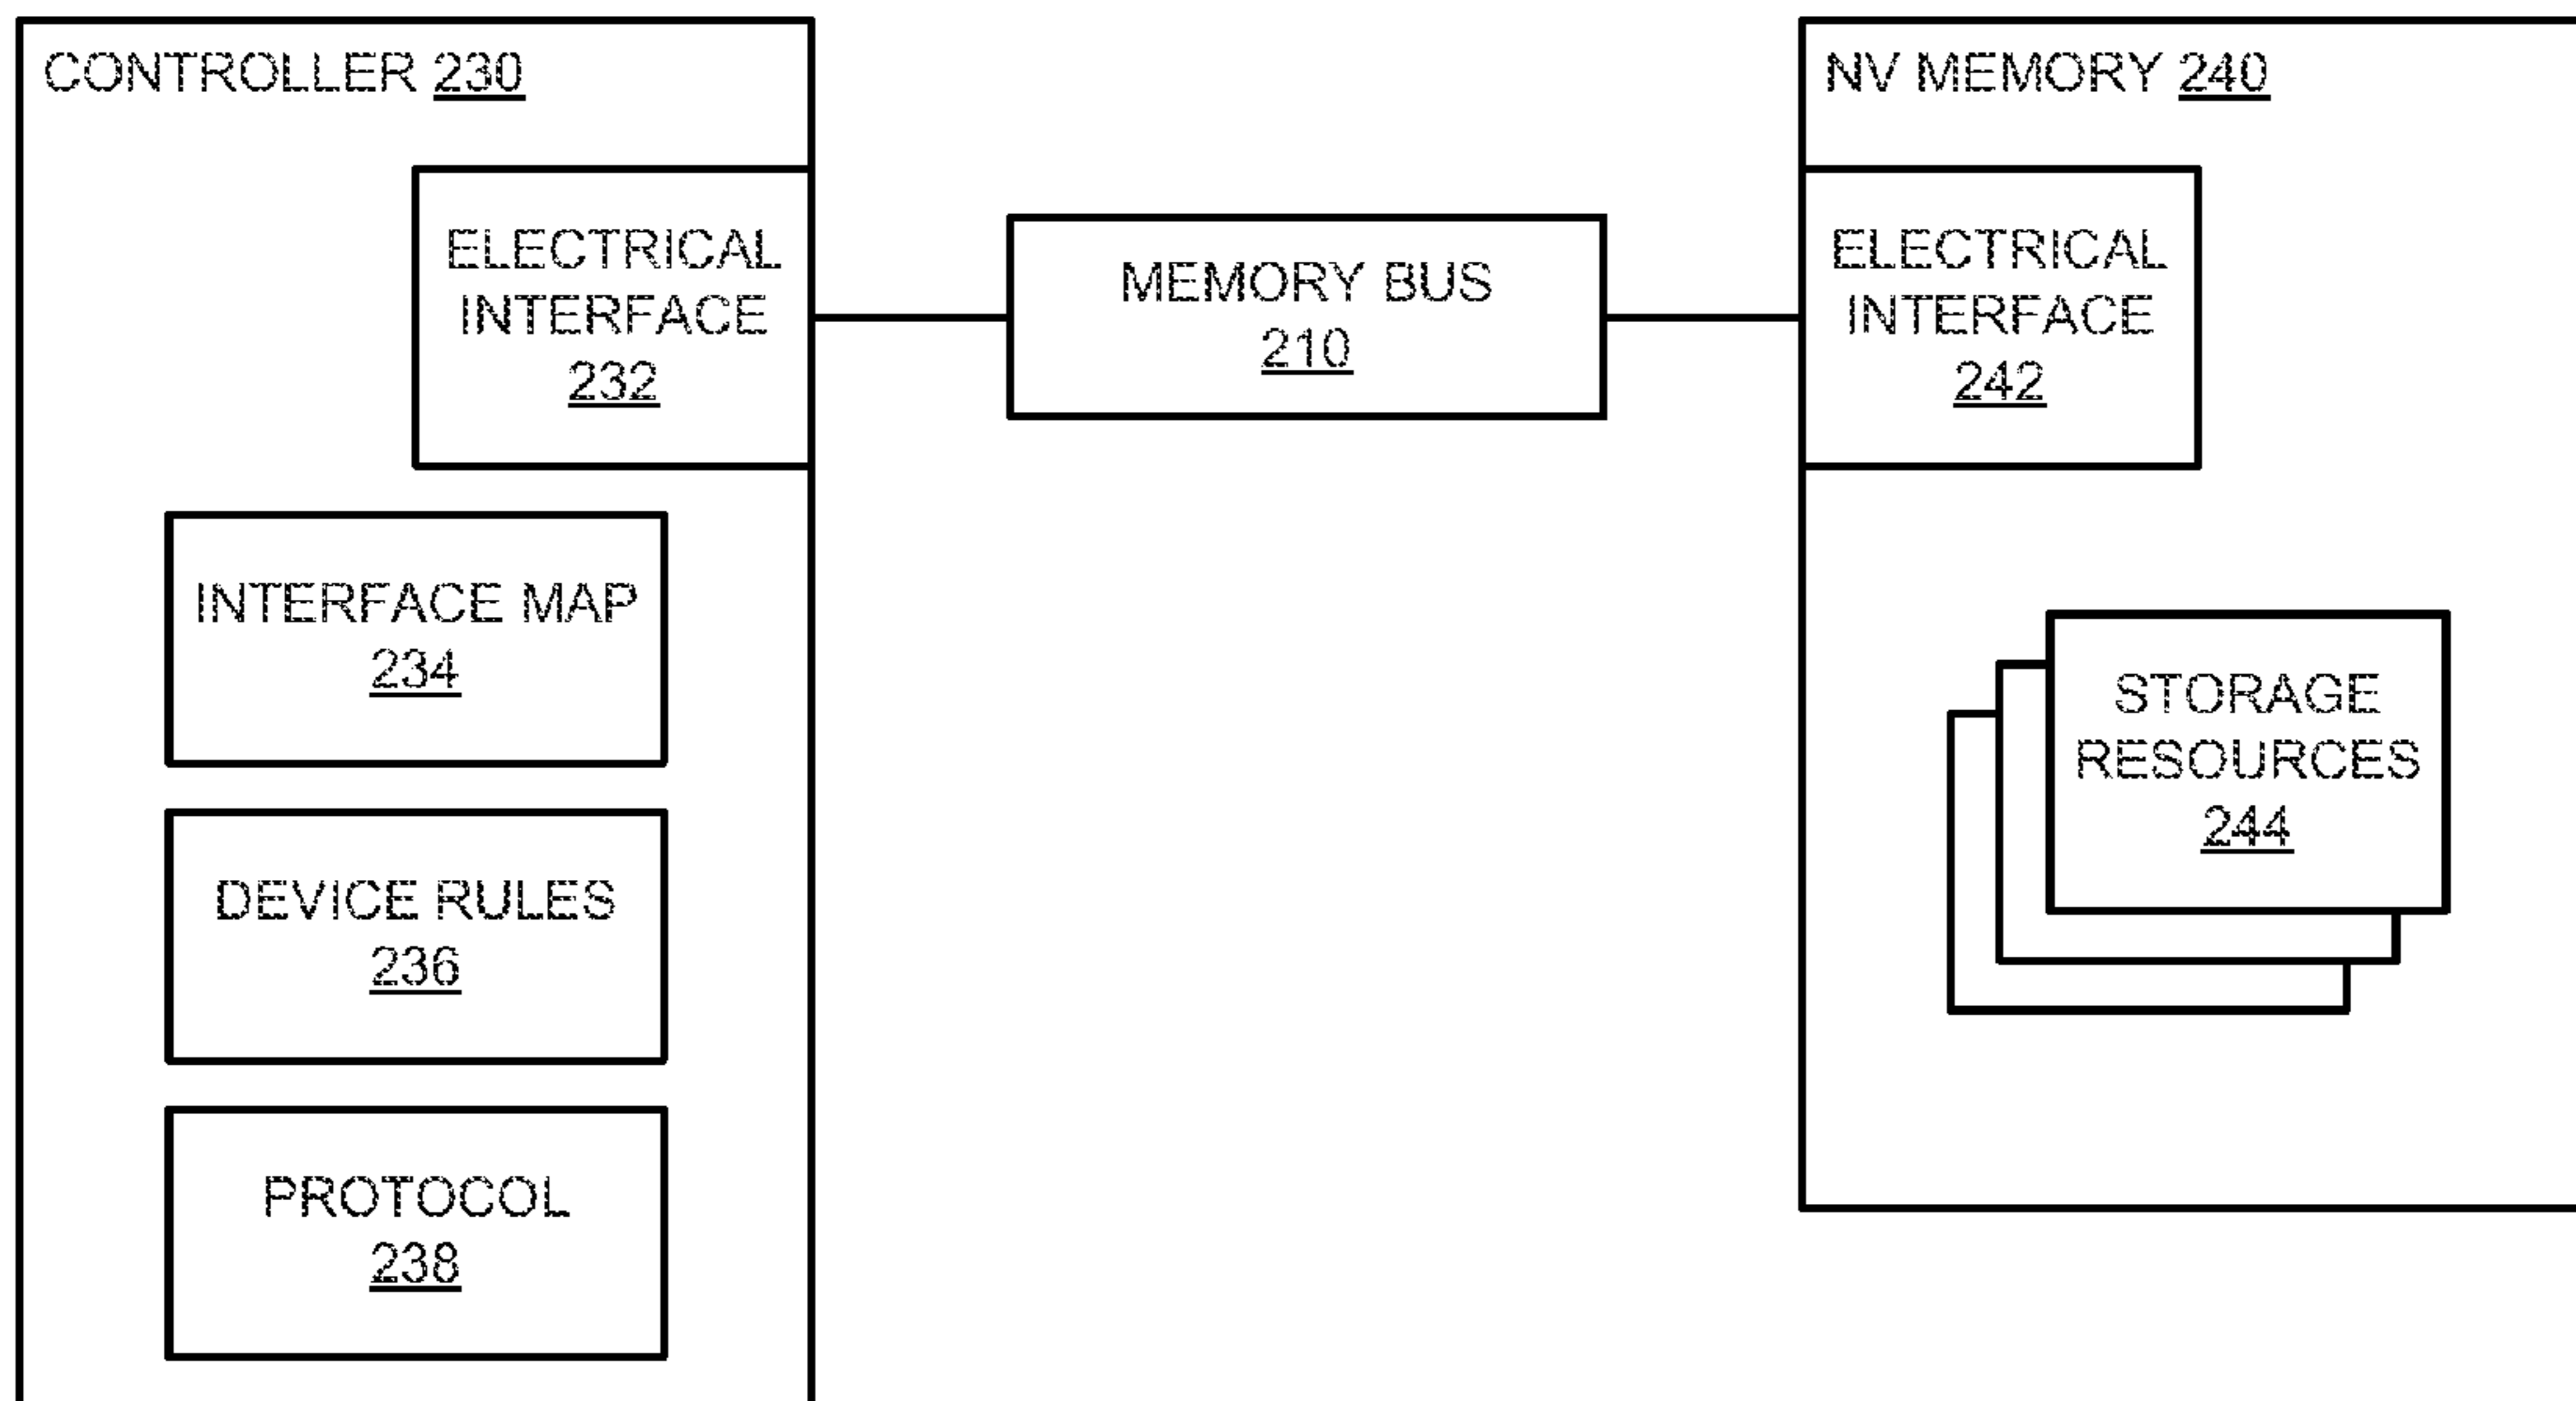 CONTROLLER 230
ELECTRICAL
INTERFACE
232
INTERFACE MAP
234
DEVICE RULES
236
PROTOCOL
238
MEMORY BUS
210
NV MEMORY 240
ELECTRICAL
INTERFACE
242
STORAGE
RESOURCES
244